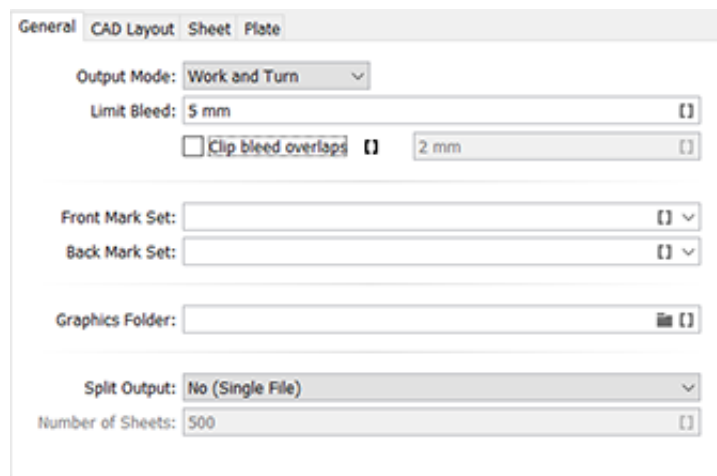 General CAD Layout Sheet Plate
Output Mode: Work and Turn
Limit Bleed: 5 mm []
Clip bleed overlaps [] 2 mm []
Front Mark Set: []
Back Mark Set: []
Graphics Folder: []
Split Output: No (Single File)
Number of Sheets: 500 []